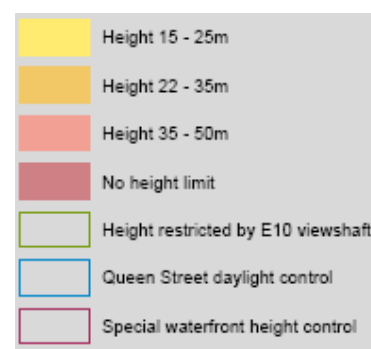 Height 15 - 25m
Height 22 - 35m
Height 35 - 50m
No height limit
Height restricted by E10 viewshaft
Queen Street daylight control
Special waterfront height control